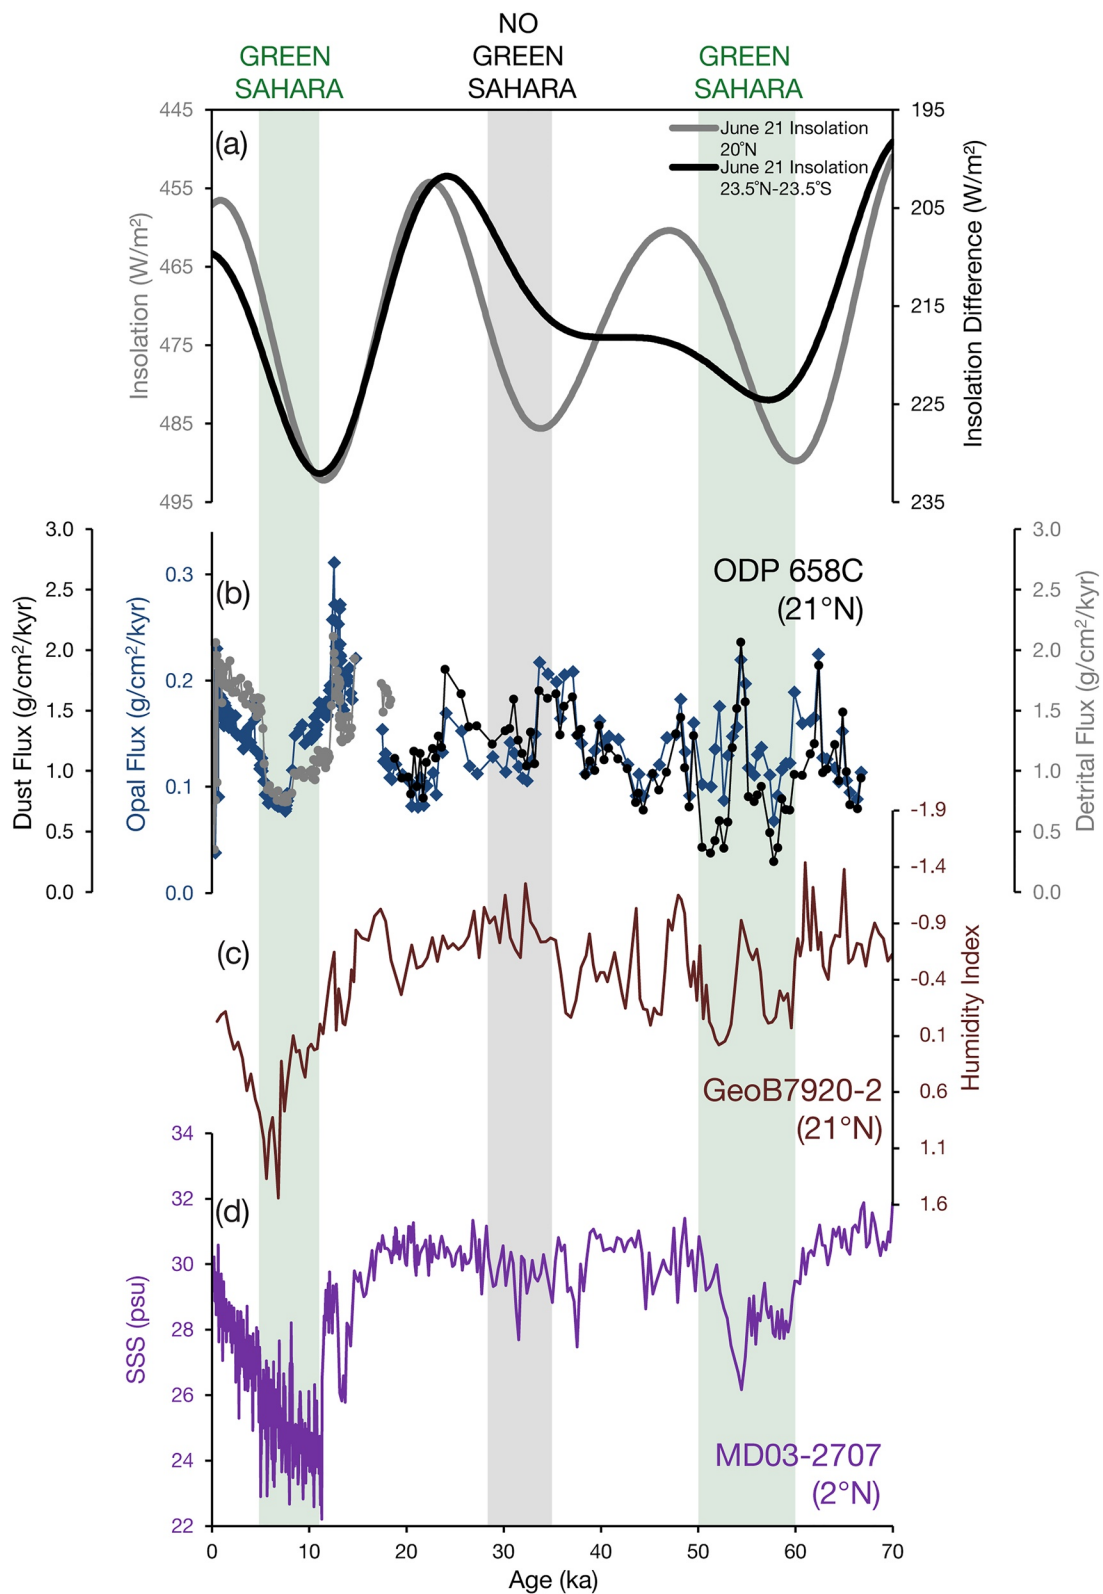 NO
GREEN
SAHARA
GREEN
SAHARA
GREEN
SAHARA
(a)
June 21 Insolation
20°N
June 21 Insolation
23.5°N-23.5°S
445
455
465
475
485
495
Insolation (W/m²)
195
205
215
225
235
Insolation Difference (W/m²)
(b)
ODP 658C
(21°N)
3.0
2.5
2.0
1.5
1.0
0.5
0.0
Dust Flux (g/cm²/kyr)
0.3
0.2
0.1
0.0
Opal Flux (g/cm²/kyr)
3.0
2.5
2.0
1.5
1.0
0.5
0.0
Detrital Flux (g/cm²/kyr)
(c)
-1.9
-1.4
-0.9
-0.4
0.1
0.6
1.1
1.6
Humidity Index
GeoB7920-2
(21°N)
(d)
34
32
30
28
26
24
22
SSS (psu)
MD03-2707
(2°N)
0 10 20 30 40 50 60 70
Age (ka)